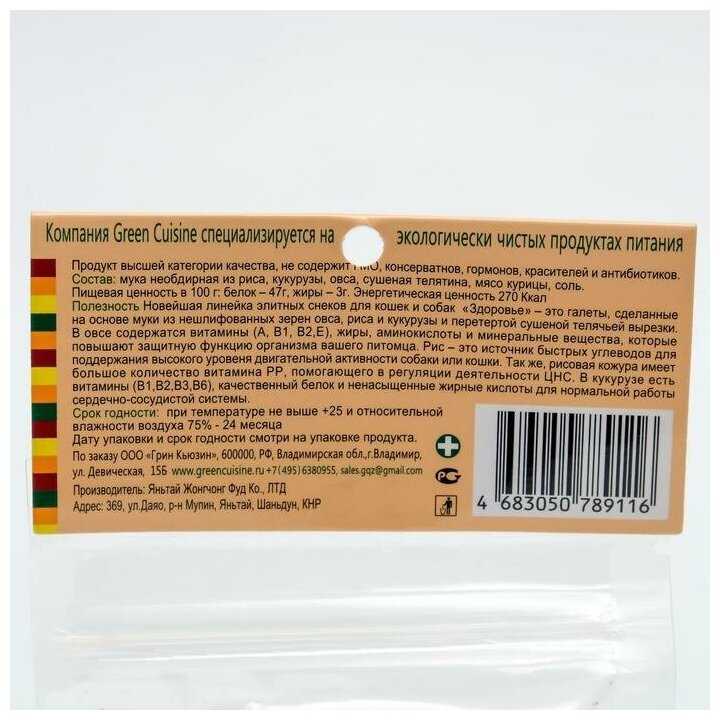 Компания Green Cuisine специализируется на экологически чистых продуктах питания
Продукт высшей категории качества, не содержит ГМО, консерватов, гормонов, красителей и антибиотиков.
Состав: мука необдирная из риса, кукурузы, овса, сушеная телятина, мясо курицы, соль.
Пищевая ценность в 100 г: белок – 47г, жиры – 3г. Энергетическая ценность 270 Ккал
Полезность Новейшая линейка элитных снеков для кошек и собак «Здоровье» – это галеты, сделанные
на основе муки из нешлифованных зерен овса, риса и кукурузы и перетертой сушеной телячьей вырезки.
В овсе содержатся витамины (А, В1, В2,Е), жиры, аминокислоты и минеральные вещества, которые
повышают защитную функцию организма вашего питомца. Рис – это источник быстрых углеводов для
поддержания высокого уровня двигательной активности собаки или кошки. Так же, рисовая кожура имеет
большое количество витамина РР, помогающего в регуляции деятельности ЦНС. В кукурузе есть
витамины (В1,В2,В3,В6), качественный белок и ненасыщенные жирные кислоты для нормальной работы
сердечно-сосудистой системы.
Срок годности: при температуре не выше +25 и относительной
влажности воздуха 75% - 24 месяца
Дату упаковки и срок годности смотри на упаковке продукта.
По заказу ООО «Грин Кьюзин», 600000, РФ, Владимирская обл.,г.Владимир,
ул. Девическая, 15Б www.greencuisine.ru +7(495)6380955, sales.gqz@gmail.com
Производитель: Яньтай Жонгчонг Фуд Ко., ЛТД
Адрес: 369, ул.Даяо, р-н Мупин, Яньтай, Шаньдун, КНР
4 683050 789116